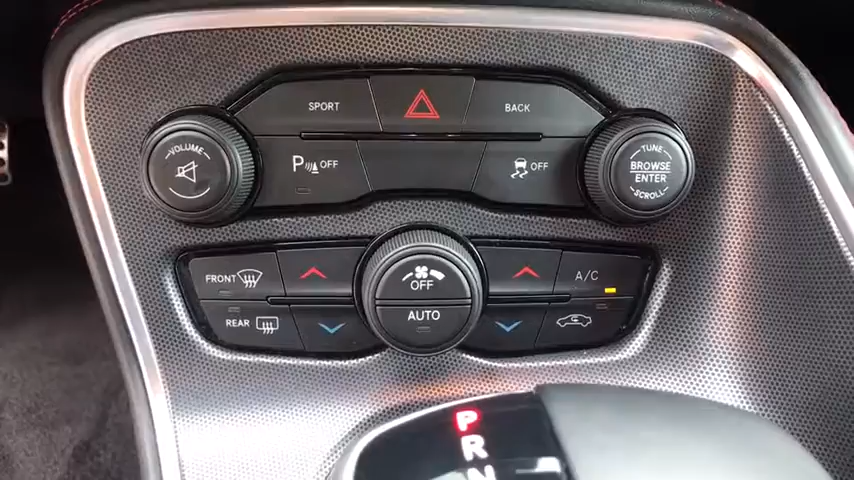 SPORT
BACK
VOLUME
P OFF
OFF
TUNE
BROWSE
ENTER
SCROLL
FRONT
OFF
A/C
REAR
AUTO
P
R
N